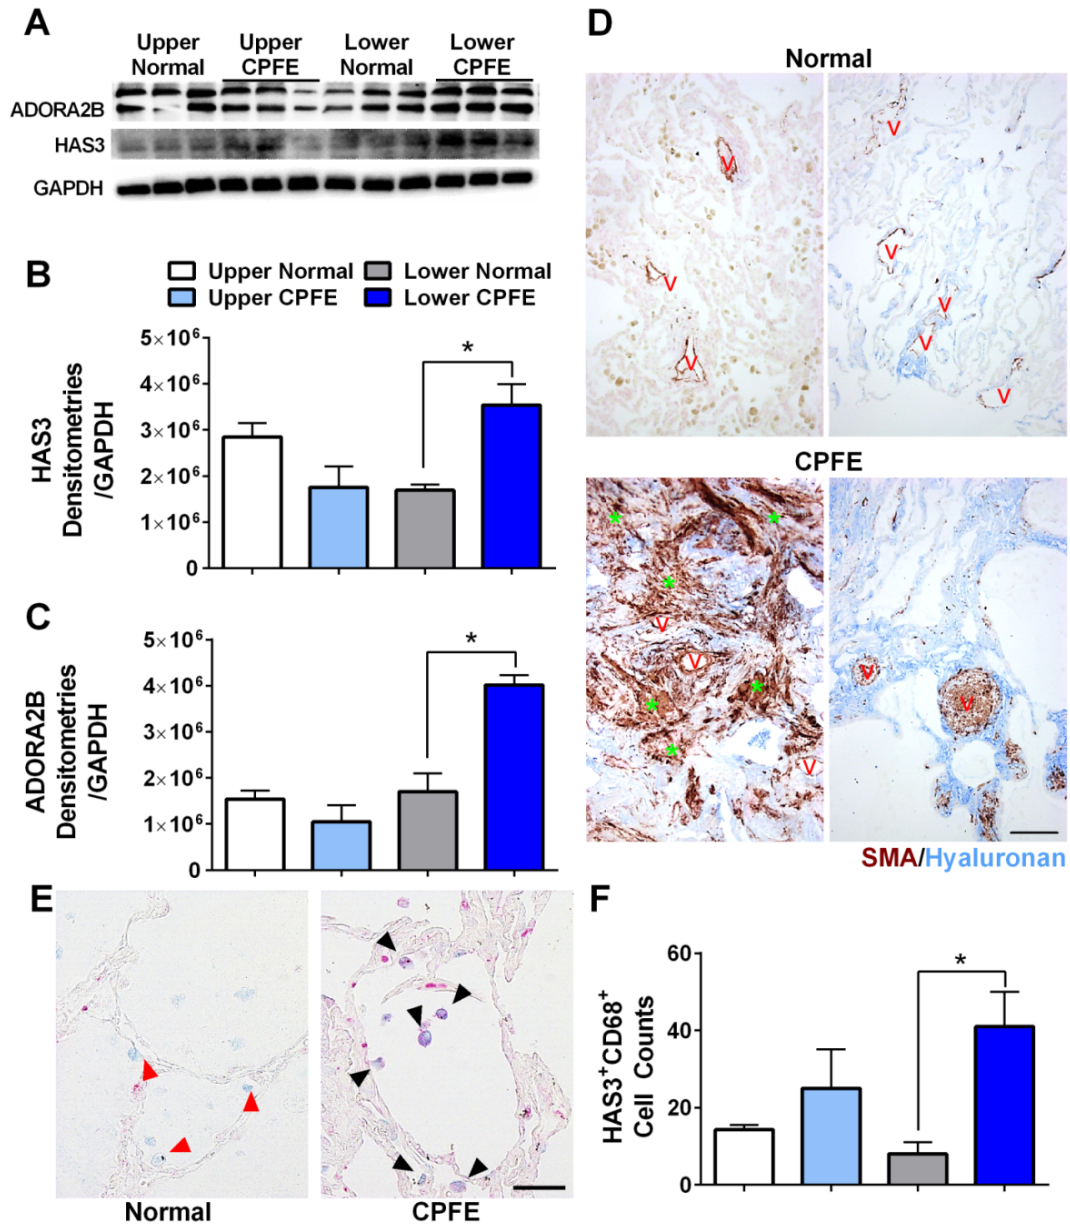 A
Upper Normal
Upper CPFE
Lower Normal
Lower CPFE
ADORA2B
HAS3
GAPDH
B
Upper Normal
Lower Normal
Upper CPFE
Lower CPFE
HAS3
Densitometries
/GAPDH
5×10⁶
4×10⁶
3×10⁶
2×10⁶
1×10⁶
0
*
C
ADORA2B
Densitometries
/GAPDH
5×10⁶
4×10⁶
2×10⁶
1×10⁶
0
*
D
Normal
V
V
V
V
V
V
V
V
CPFE
*
*
*
V
V
*
*
*
V
V
V
SMA/Hyaluronan
E
Normal
CPFE
F
HAS3⁺CD68⁺
Cell Counts
60
40
20
0
*